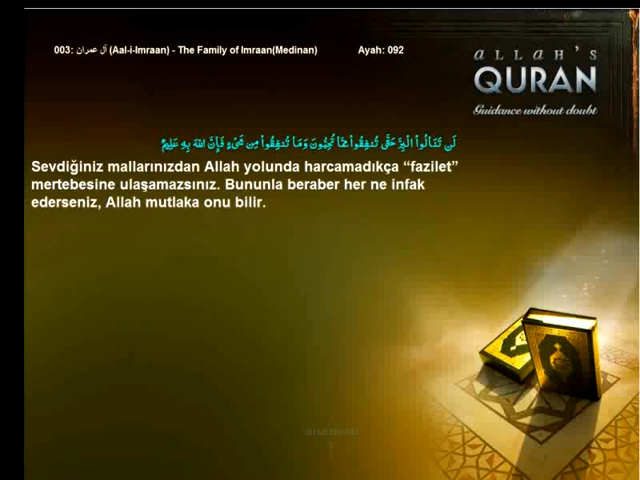 003: آل عمران (Aal-i-Imraan) - The Family of Imraan(Medinan) Ayah: 092
ALLAH'S
QURAN
Guidance without doubt
لَن تَنَالُواْ الْبِرَّ حَتَّى تُنفِقُواْ مِمَّا تُحِبُّونَ وَمَا تُنفِقُواْ مِن شَيْءٍ فَإِنَّ اللّهَ بِهِ عَلِيمٌ
Sevdiğiniz mallarınızdan Allah yolunda harcamadıkça “fazilet”
mertebesine ulaşamazsınız. Bununla beraber her ne infak
ederseniz, Allah mutlaka onu bilir.